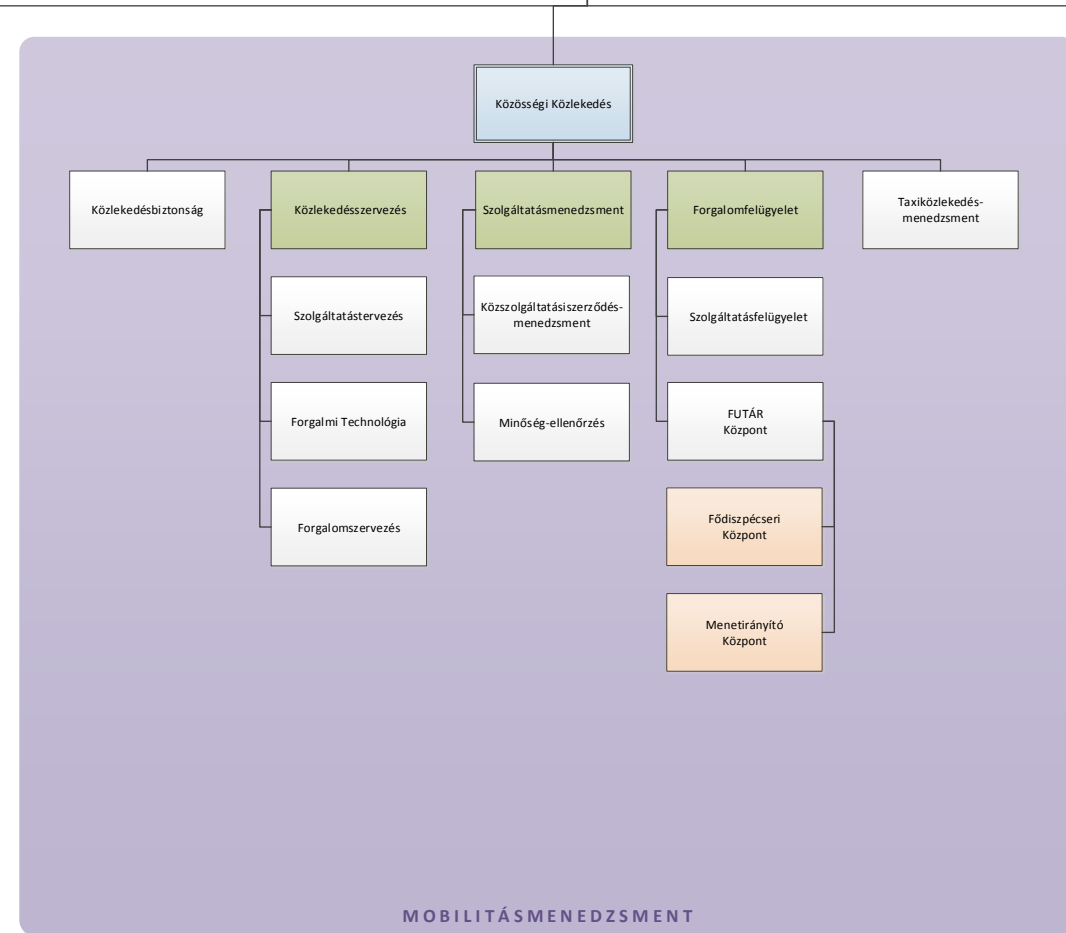 Közösségi Közlekedés
Közlekedésbiztonság
Közlekedésszervezés
Szolgáltatásmenedzsment
Forgalomfelügyelet
Taxiközlekedés-
menedzsment
Szolgáltatástervezés
Közszolgáltatásiszerződés-
menedzsment
Szolgáltatásfelügyelet
Forgalmi Technológia
Minőség-ellenőrzés
FUTÁR
Központ
Forgalomszervezés
Fődiszpécseri
Központ
Menetirányító
Központ
MOBILITÁSMENEDZSMENT